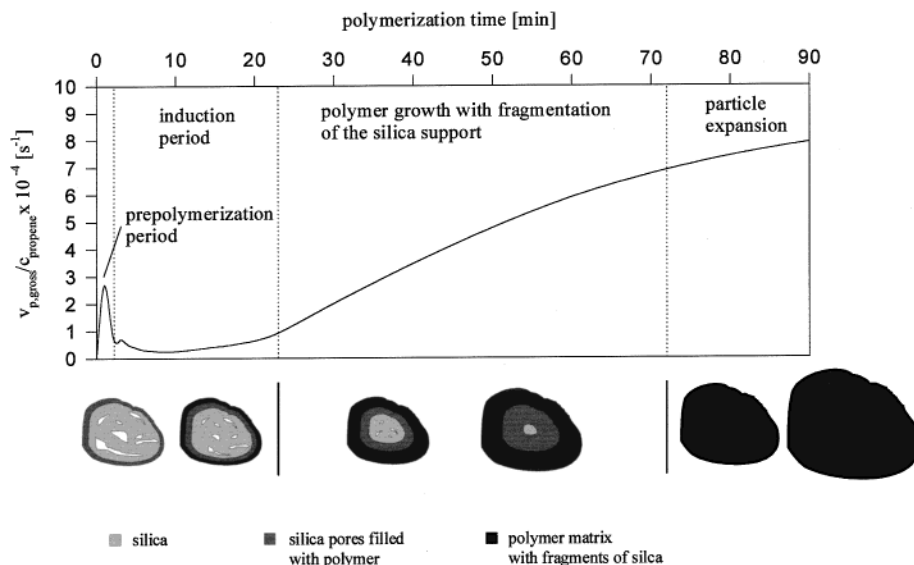 polymerization time [min]
0 10 20 30 40 50 60 70 80 90
10
9
8
7
6
5
4
3
2
1
0
v p,gross/c propene x 10⁻⁴ [s⁻¹]
induction
period
polymer growth with fragmentation
of the silica support
particle
expansion
prepolymerization
period
silica
silica pores filled
with polymer
polymer matrix
with fragments of silca